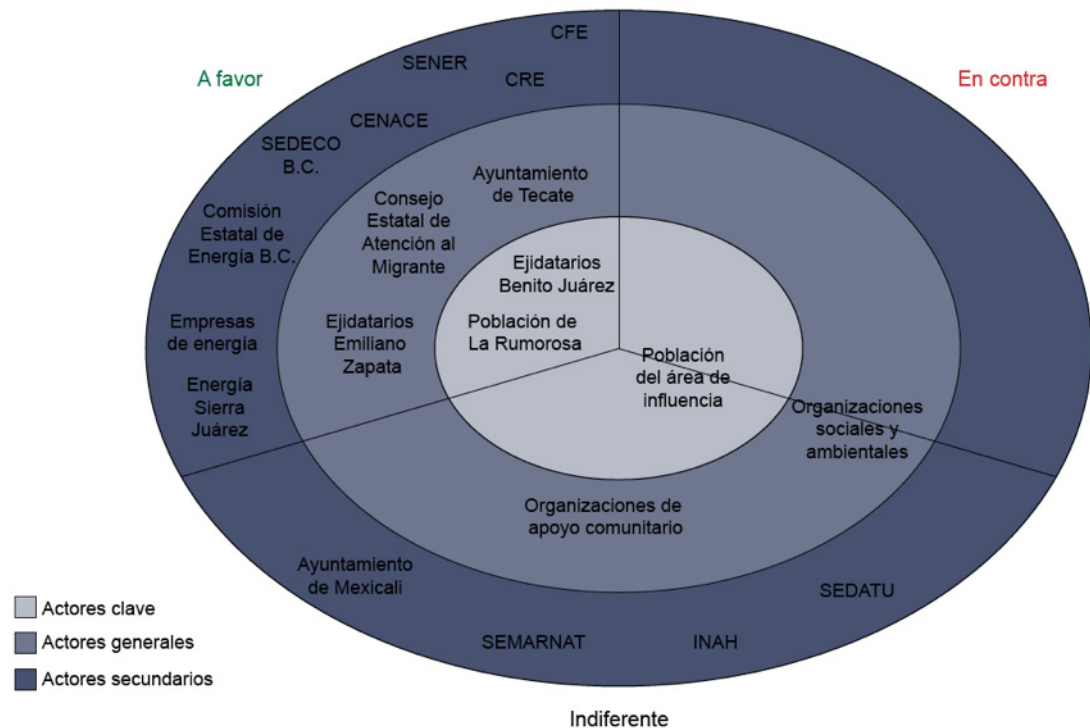 CFE
SENER
A favor
En contra
CRE
CENACE
SEDECO
B.C.
Ayuntamiento
de Tecate
Consejo
Estatal de
Atención al
Migrante
Comisión
Estatal de
Energía B.C.
Ejidatarios
Benito Juárez
Empresas
de energía
Ejidatarios
Emiliano
Zapata
Población de
La Rumorosa
Población
del área de
influencia
Energía
Sierra
Juárez
Organizaciones
sociales y
ambientales
Organizaciones de
apoyo comunitario
Ayuntamiento
de Mexicali
SEDATU
SEMARNAT
INAH
Actores clave
Actores generales
Actores secundarios
Indiferente